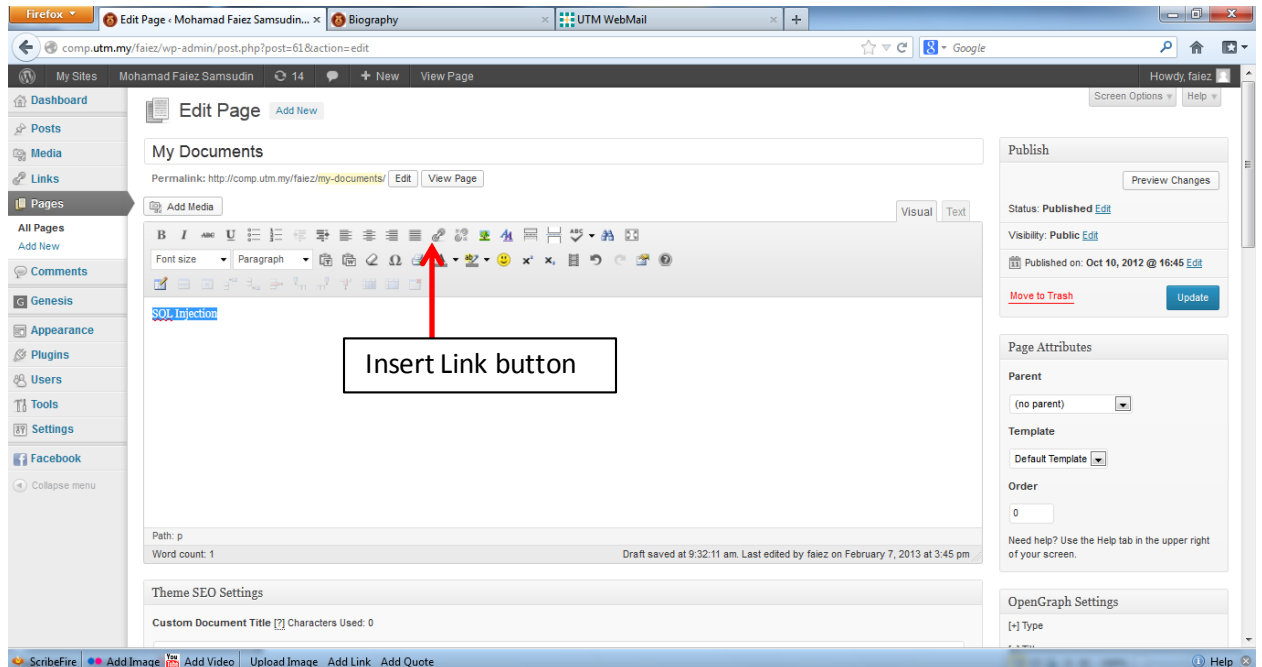 Firefox
Edit Page ‹ Mohamad Faiez Samsudin... ×
Biography ×
UTM WebMail ×
+
comp.utm.my/faiez/wp-admin/post.php?post=61&action=edit
Google
My Sites Mohamad Faiez Samsudin 14 + New View Page Howdy, faiez
Screen Options Help
Dashboard
Posts
Media
Links
Pages
All Pages
Add New
Comments
Genesis
Appearance
Plugins
Users
Tools
Settings
Facebook
Collapse menu
Edit Page Add New
My Documents
Permalink: http://comp.utm.my/faiez/my-documents/ Edit View Page
Add Media
Visual Text
B I ABC U ABC
Font size Paragraph
SQL Injection
Insert Link button
Path: p
Word count: 1 Draft saved at 9:32:11 am. Last edited by faiez on February 7, 2013 at 3:45 pm
Theme SEO Settings
Custom Document Title [?] Characters Used: 0
Publish
Preview Changes
Status: Published Edit
Visibility: Public Edit
Published on: Oct 10, 2012 @ 16:45 Edit
Move to Trash Update
Page Attributes
Parent
(no parent)
Template
Default Template
Order
0
Need help? Use the Help tab in the upper right
of your screen.
OpenGraph Settings
[+] Type
ScribeFire Add Image Add Video Upload Image Add Link Add Quote Help